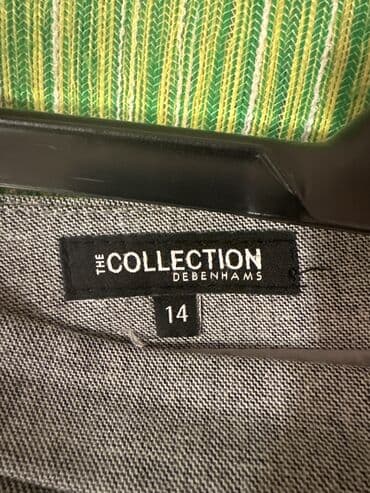 THE COLLECTION
DEBENHAMS
14